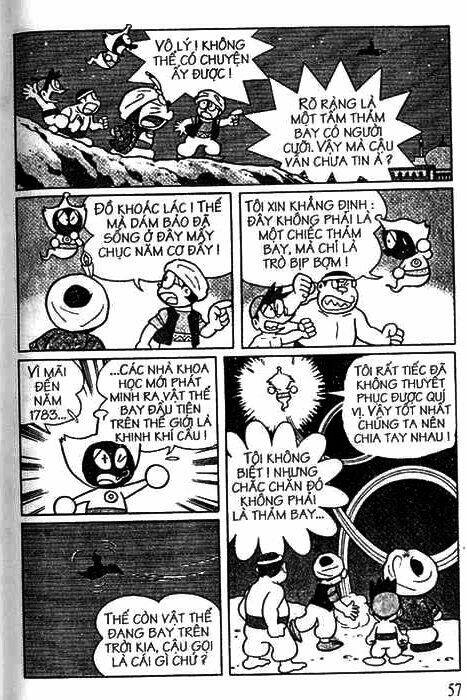 VÔ LÝ ! KHÔNG
THỂ CÓ CHUYỆN
ẤY ĐƯỢC !
RÕ RÀNG LÀ
MỘT TẤM THẢM
BAY CÓ NGƯỜI
CƯỠI. VẬY MÀ CẬU
VẪN CHƯA TIN À ?
ĐỒ KHOÁC LÁC ! THẾ
MÀ DÁM BẢO ĐÃ
SỐNG Ở ĐÂY MẤY
CHỤC NĂM CƠ ĐẤY !
TÔI XIN KHẲNG ĐỊNH :
ĐÂY KHÔNG PHẢI LÀ
MỘT CHIẾC THẢM
BAY, MÀ CHỈ LÀ
TRÒ BỊP BỢM !
VÌ MÃI
ĐẾN
NĂM
1783...
...CÁC NHÀ KHOA
HỌC MỚI PHÁT
MINH RA VẬT THỂ
BAY ĐẦU TIÊN
TRÊN THẾ GIỚI LÀ
KHINH KHÍ CẦU !
TÔI RẤT TIẾC ĐÃ
KHÔNG THUYẾT
PHỤC ĐƯỢC QUÍ
VỊ. VẬY TỐT NHẤT
CHÚNG TA NÊN
CHIA TAY NHAU !
TÔI KHÔNG
BIẾT ! NHƯNG
CHẮC CHẮN ĐÓ
KHÔNG PHẢI
LÀ THẢM BAY...
THẾ CÒN VẬT THỂ
ĐANG BAY TRÊN
TRỜI KIA, CẬU GỌI
LÀ CÁI GÌ CHỨ ?
57